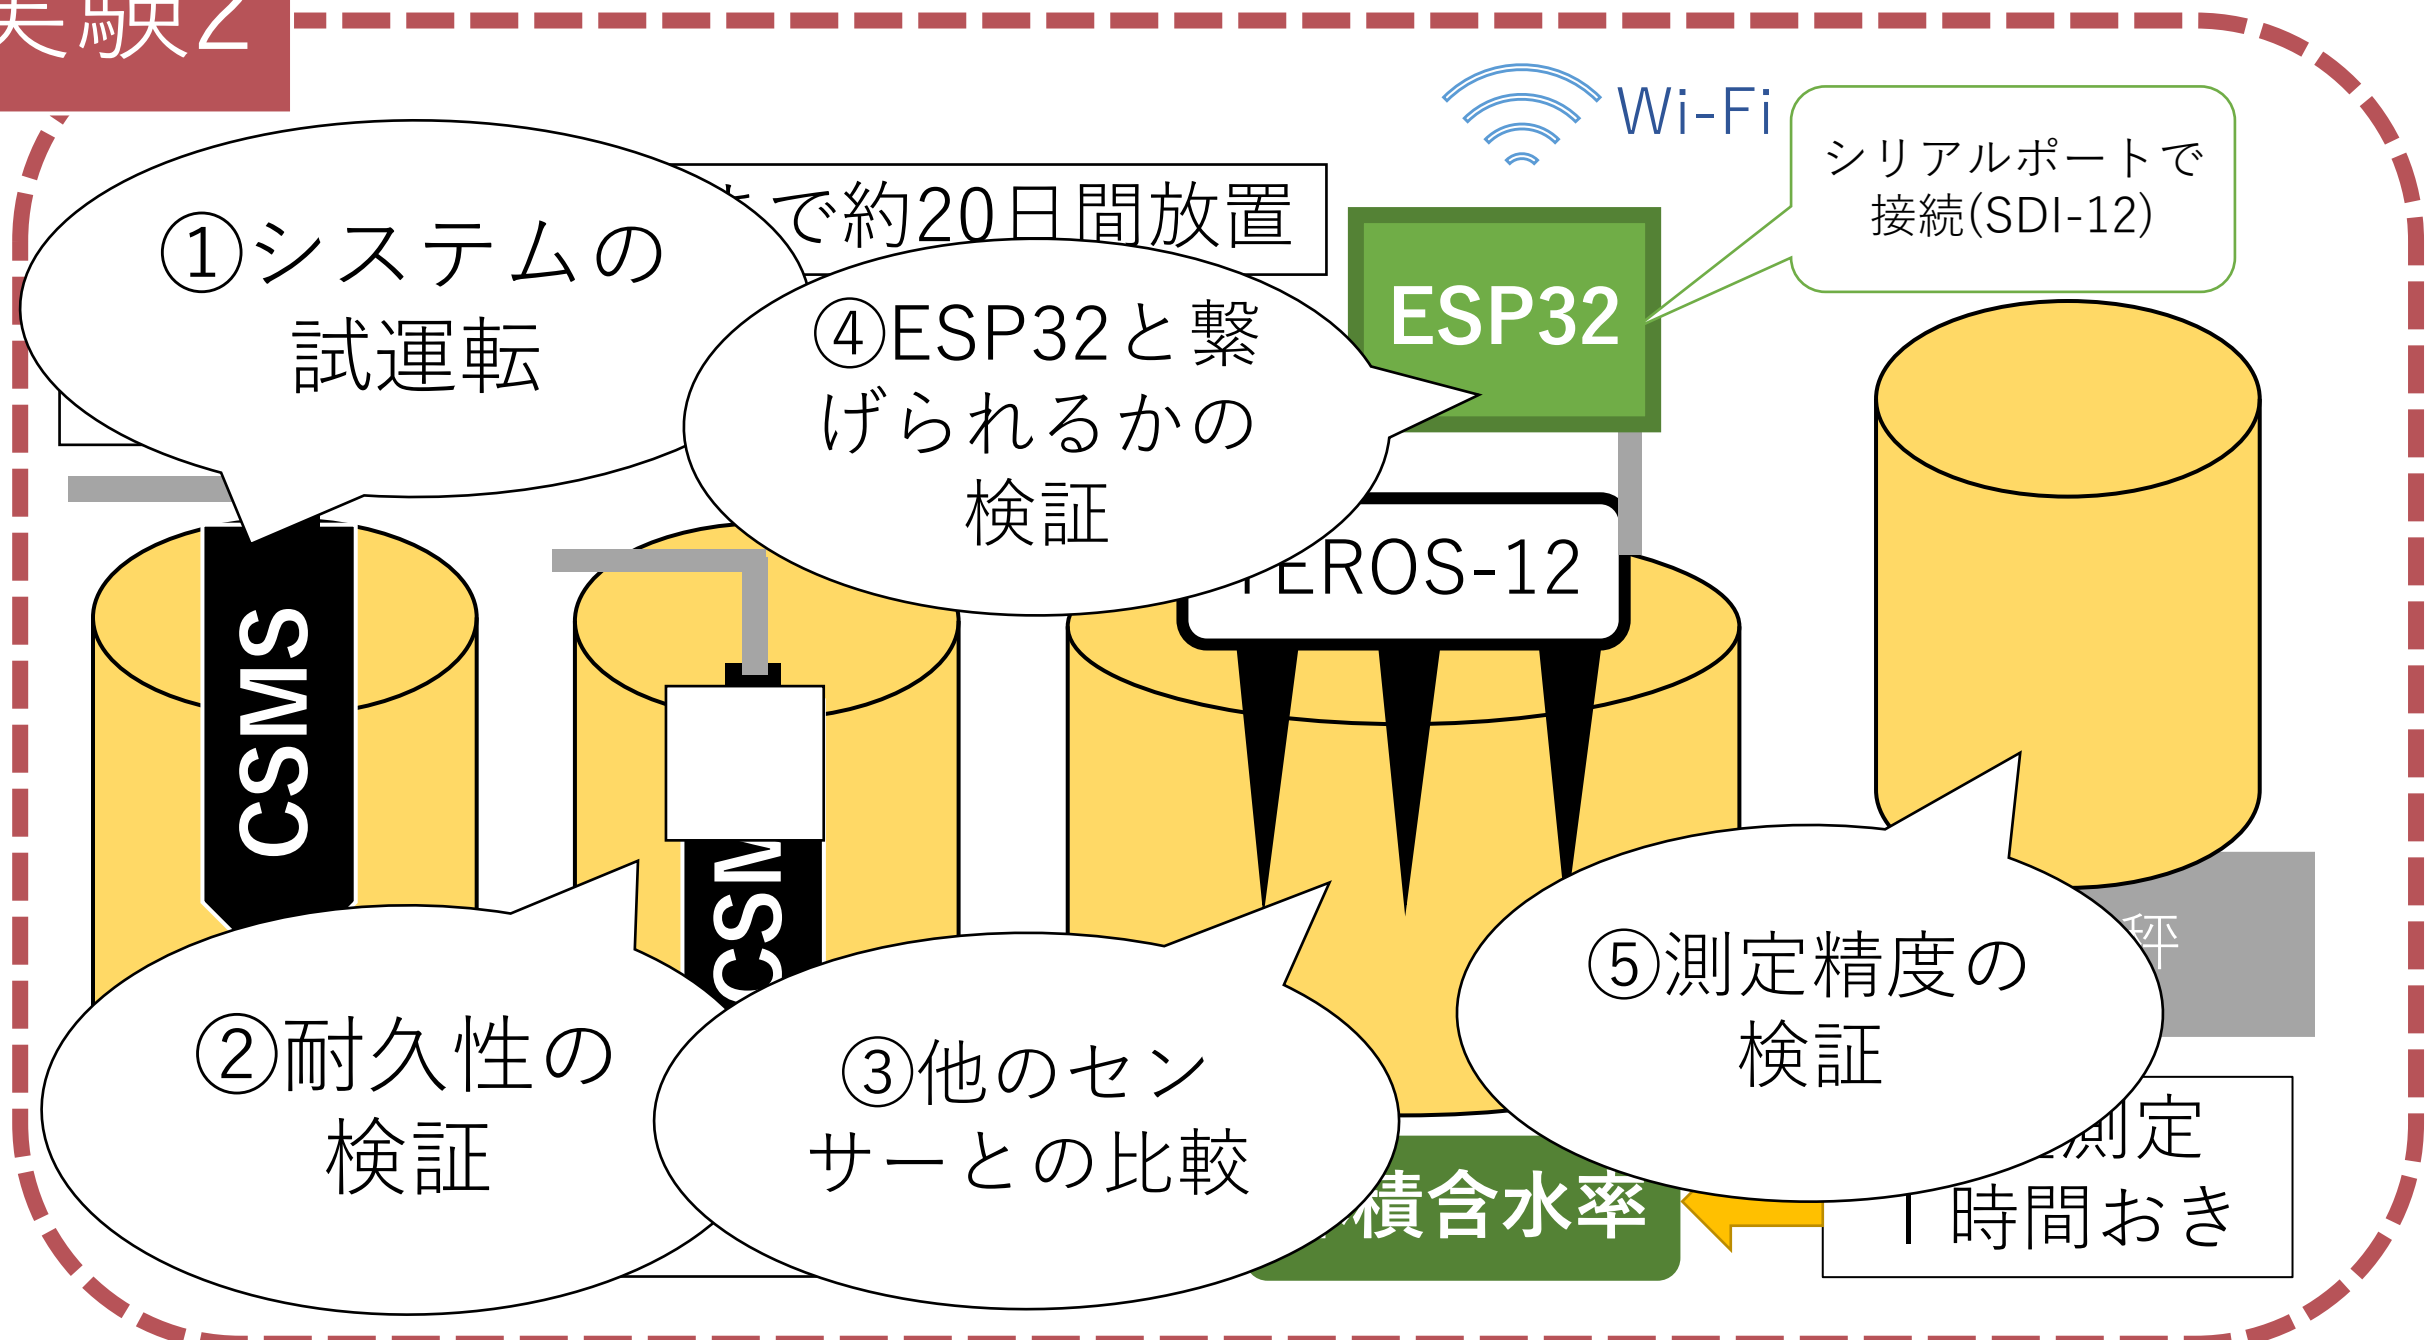 実験2
Wi-Fi
シリアルポートで
接続(SDI-12)
で約20日間放置
①システムの
試運転
④ESP32と繋
げられるかの
検証
ESP32
EROS-12
CSMS
CSM
②耐久性の
検証
③他のセン
サーとの比較
⑤測定精度の
検証
秤
測定
1時間おき
積含水率